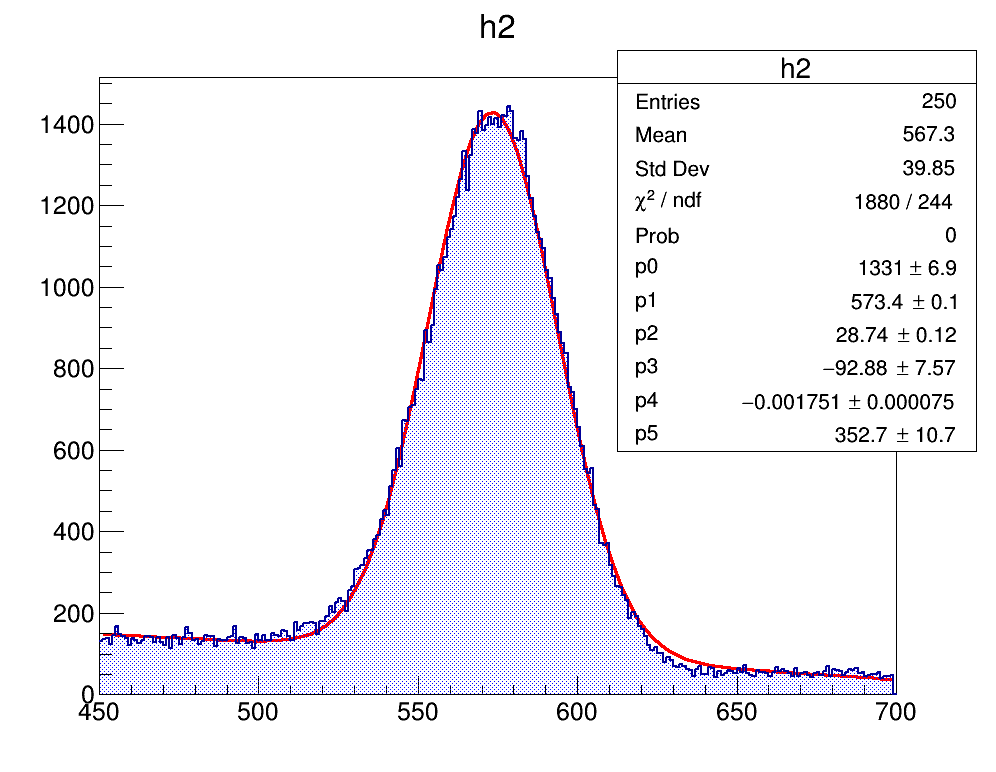 h2
h2
Entries 250
Mean 567.3
Std Dev 39.85
χ² / ndf 1880 / 244
Prob 0
p0 1331 ± 6.9
p1 573.4 ± 0.1
p2 28.74 ± 0.12
p3 −92.88 ± 7.57
p4 −0.001751 ± 0.000075
p5 352.7 ± 10.7
1400
1200
1000
800
600
400
200
0
450 500 550 600 650 700